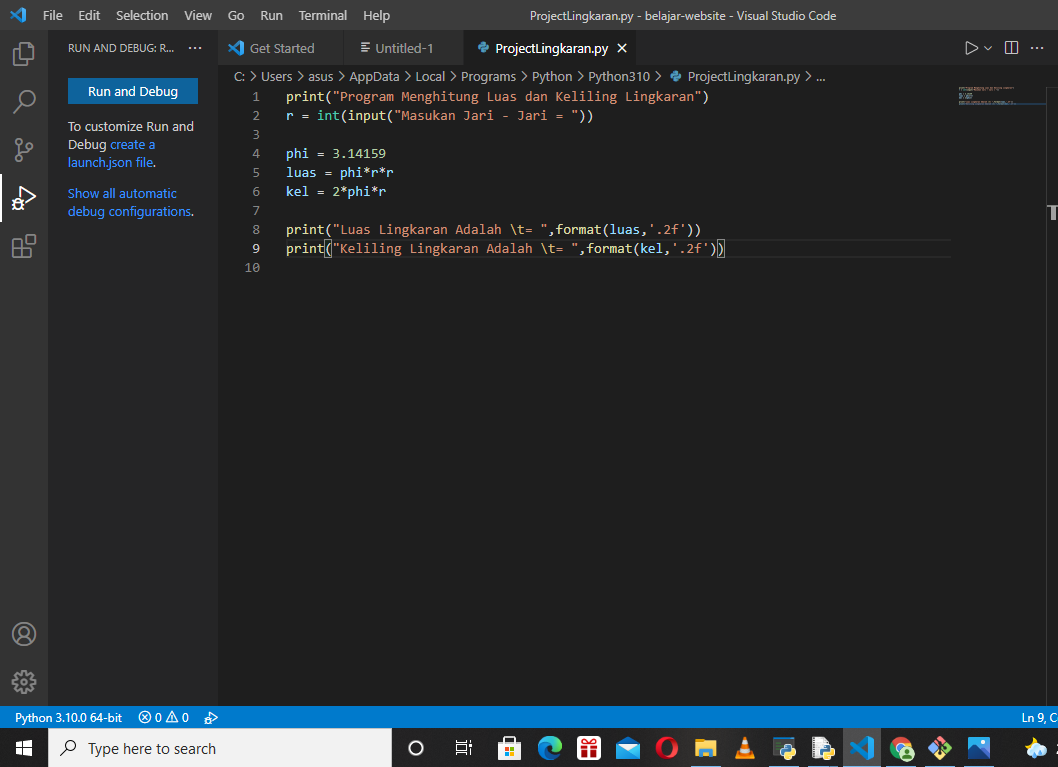 File Edit Selection View Go Run Terminal Help ProjectLingkaran.py - belajar-website - Visual Studio Code
RUN AND DEBUG: R... ...
Get Started Untitled-1 ProjectLingkaran.py
C: > Users > asus > AppData > Local > Programs > Python > Python310 > ProjectLingkaran.py > ...
Run and Debug
To customize Run and
Debug create a
launch.json file.
Show all automatic
debug configurations.
1 print("Program Menghitung Luas dan Keliling Lingkaran")
2 r = int(input("Masukan Jari - Jari = "))
3
4 phi = 3.14159
5 luas = phi*r*r
6 kel = 2*phi*r
7
8 print("Luas Lingkaran Adalah \t= ",format(luas,'.2f'))
9 print("Keliling Lingkaran Adalah \t= ",format(kel,'.2f'))
10
Python 3.10.0 64-bit 0 0 Ln 9, C
Type here to search